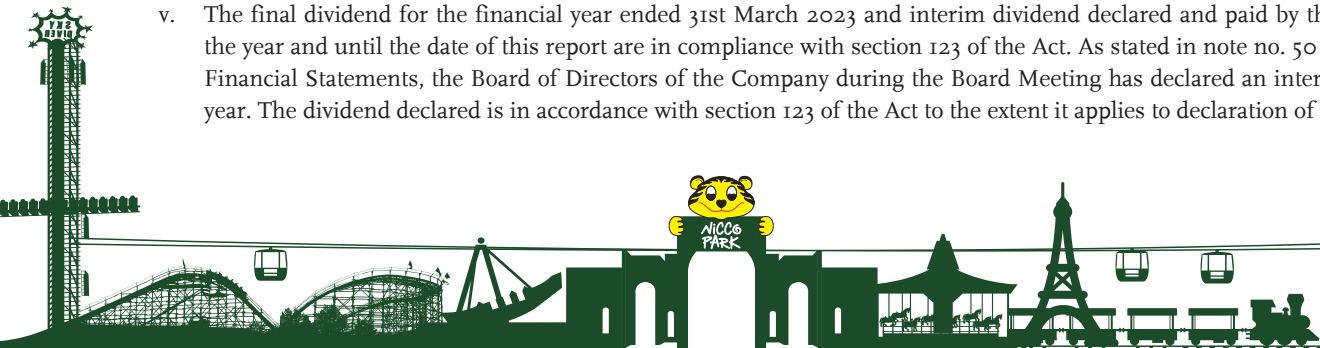 v. The final dividend for the financial year ended 31st March 2023 and interim dividend declared and paid by th
the year and until the date of this report are in compliance with section 123 of the Act. As stated in note no. 50
Financial Statements, the Board of Directors of the Company during the Board Meeting has declared an inter
year. The dividend declared is in accordance with section 123 of the Act to the extent it applies to declaration of
SKY
DIVER
NiCCO
PARK